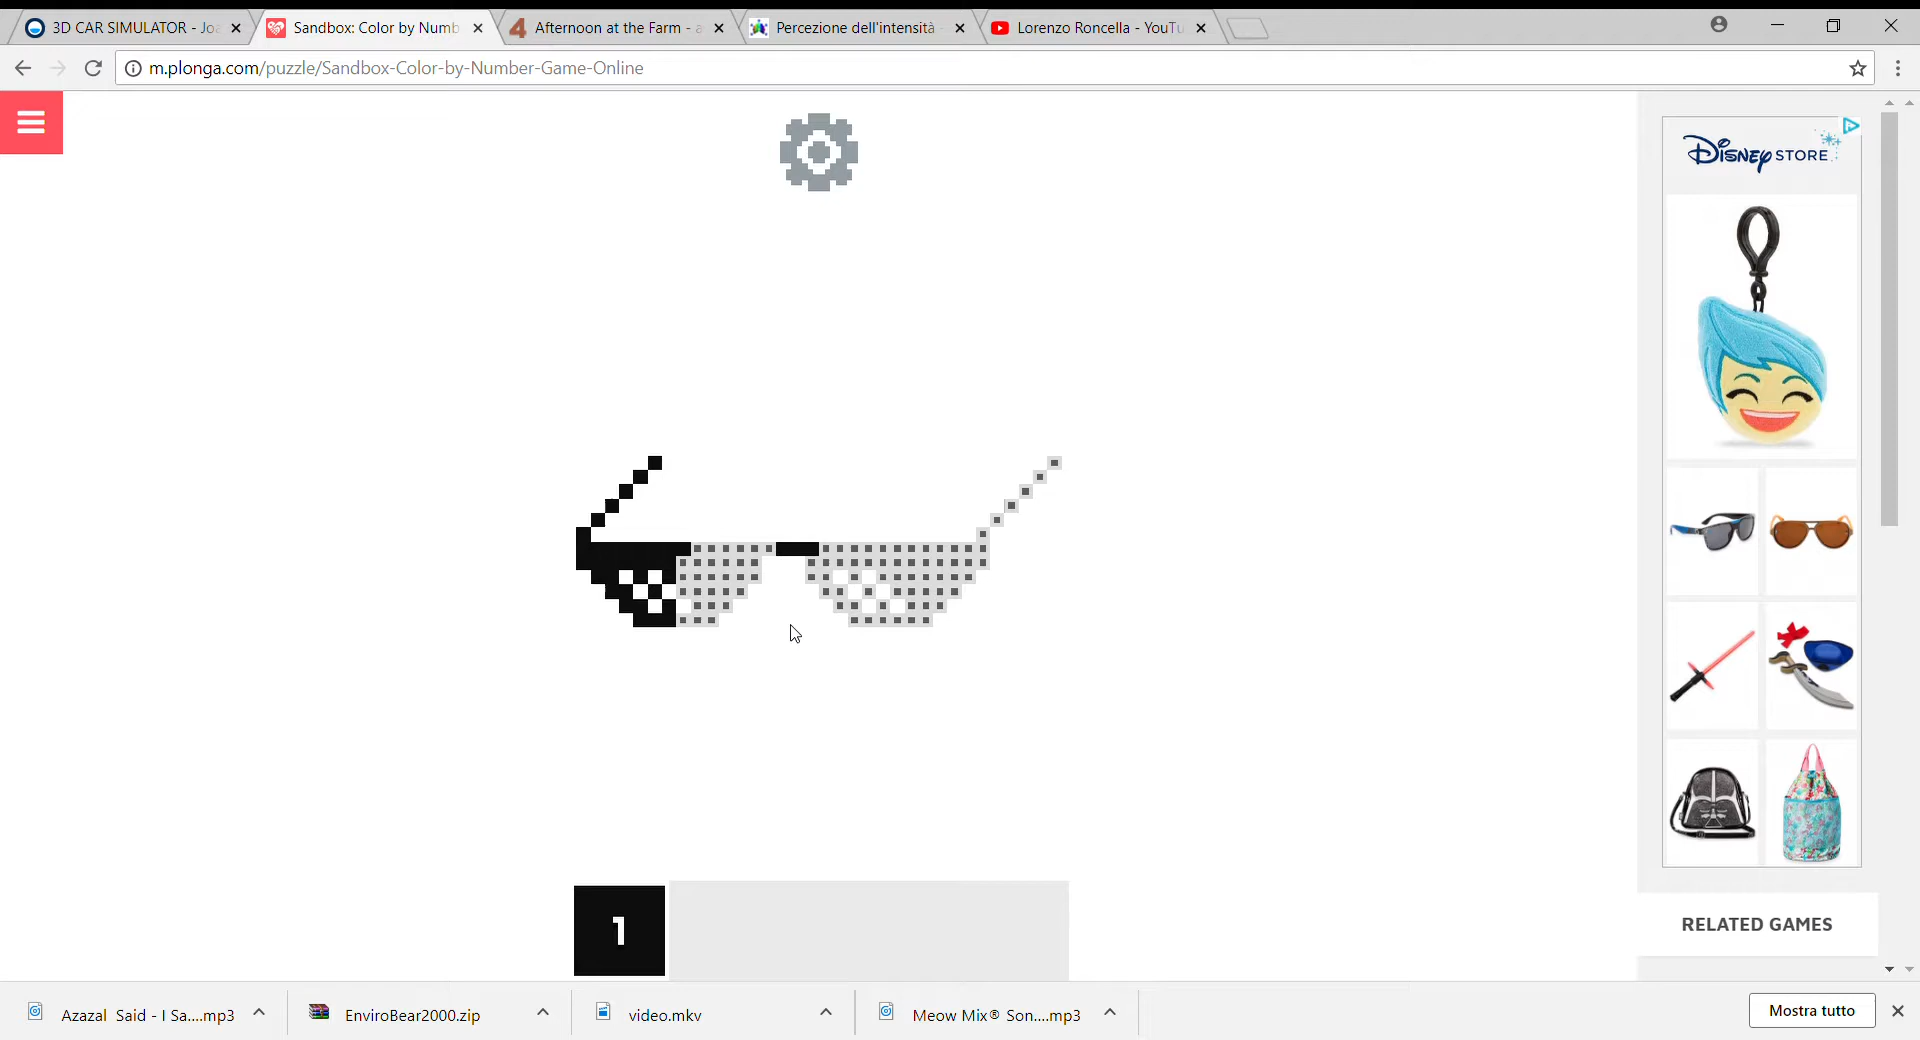 3D CAR SIMULATOR - Joa
Sandbox: Color by Numb
Afternoon at the Farm - a
Percezione dell'intensità
Lorenzo Roncella - YouTu
m.plonga.com/puzzle/Sandbox-Color-by-Number-Game-Online
Disney STORE
1
RELATED GAMES
Azazal Said - I Sa....mp3
EnviroBear2000.zip
video.mkv
Meow Mix® Son....mp3
Mostra tutto